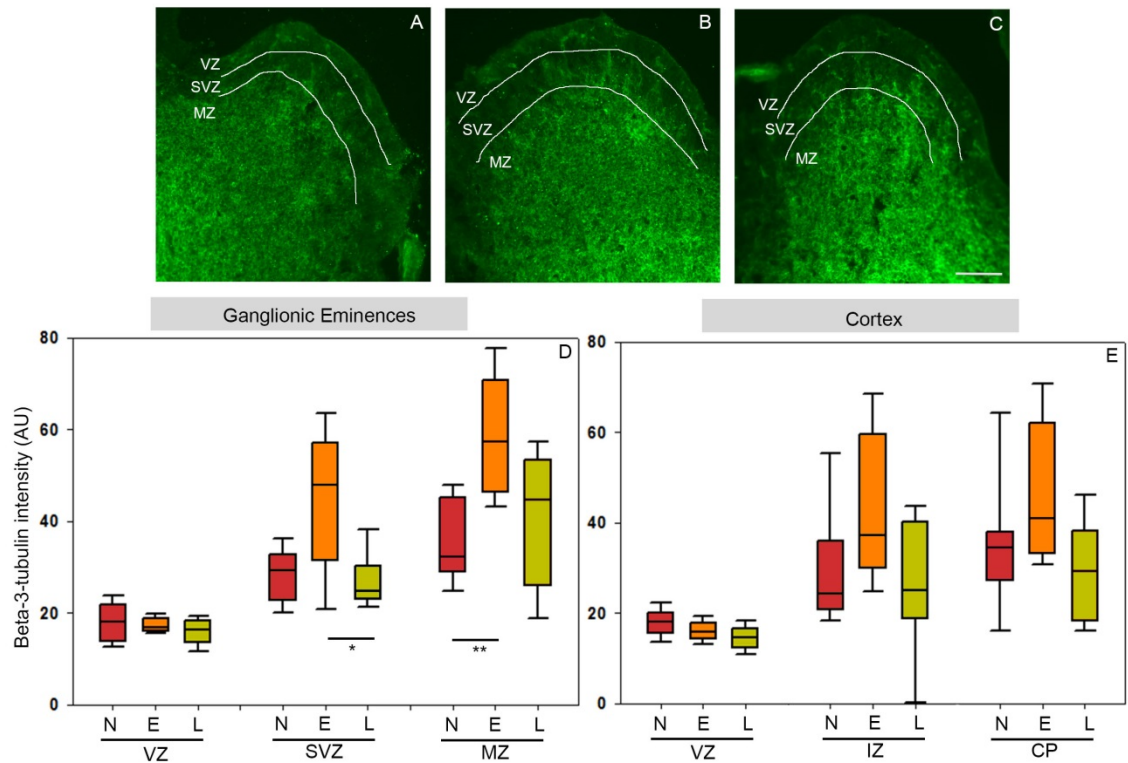 A
B
C
VZ
SVZ
MZ
VZ
SVZ
MZ
VZ
SVZ
MZ
Ganglionic Eminences
Cortex
D
E
Beta-3-tubulin intensity (AU)
80
60
40
20
0
80
60
40
20
0
*
**
N E L N E L N E L
VZ SVZ MZ
N E L N E L N E L
VZ IZ CP